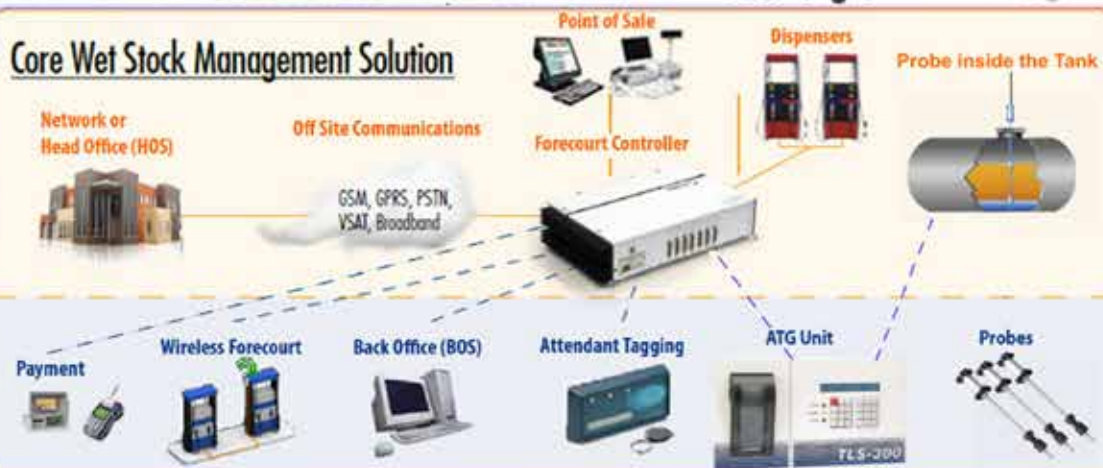 Core Wet Stock Management Solution
Point of Sale
Dispensers
Probe inside the Tank
Network or
Head Office (HOS)
Off Site Communications
Forecourt Controller
GSM, GPRS, PSTN,
VSAT, Broadband
Payment
Wireless Forecourt
Back Office (BOS)
Attendant Tagging
ATG Unit
Probes
TLS-300